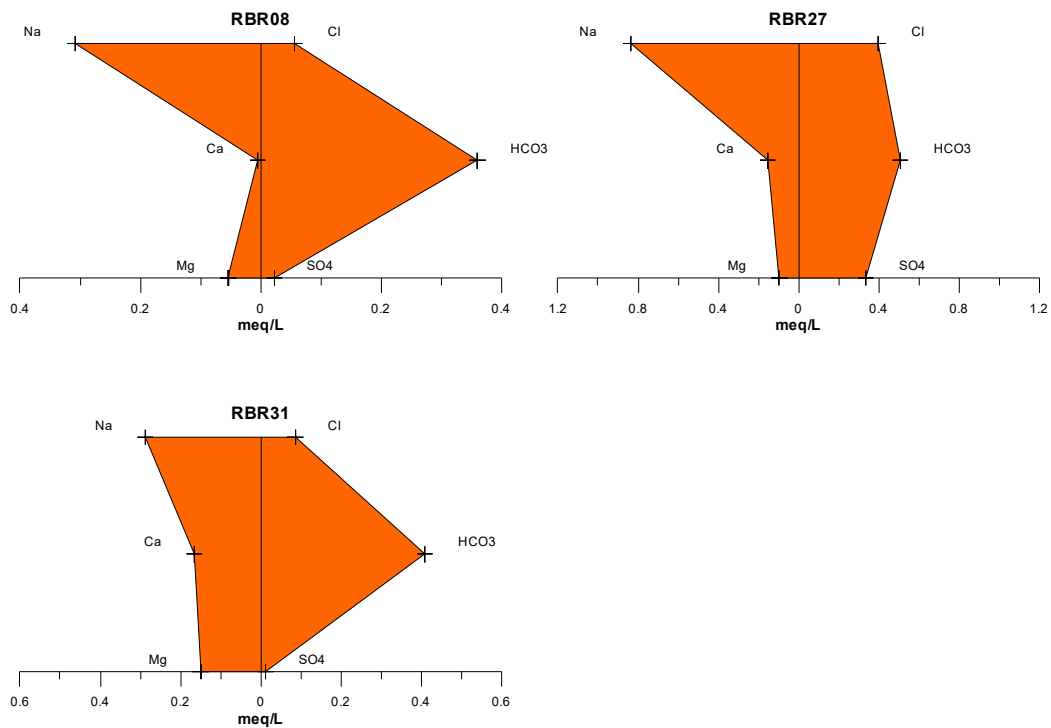 RBR08
Na Cl
Ca HCO3
Mg SO4
0.4 0.2 0 0.2 0.4
meq/L
RBR27
Na Cl
Ca HCO3
Mg SO4
1.2 0.8 0.4 0 0.4 0.8 1.2
meq/L
RBR31
Na Cl
Ca HCO3
Mg SO4
0.6 0.4 0.2 0 0.2 0.4 0.6
meq/L